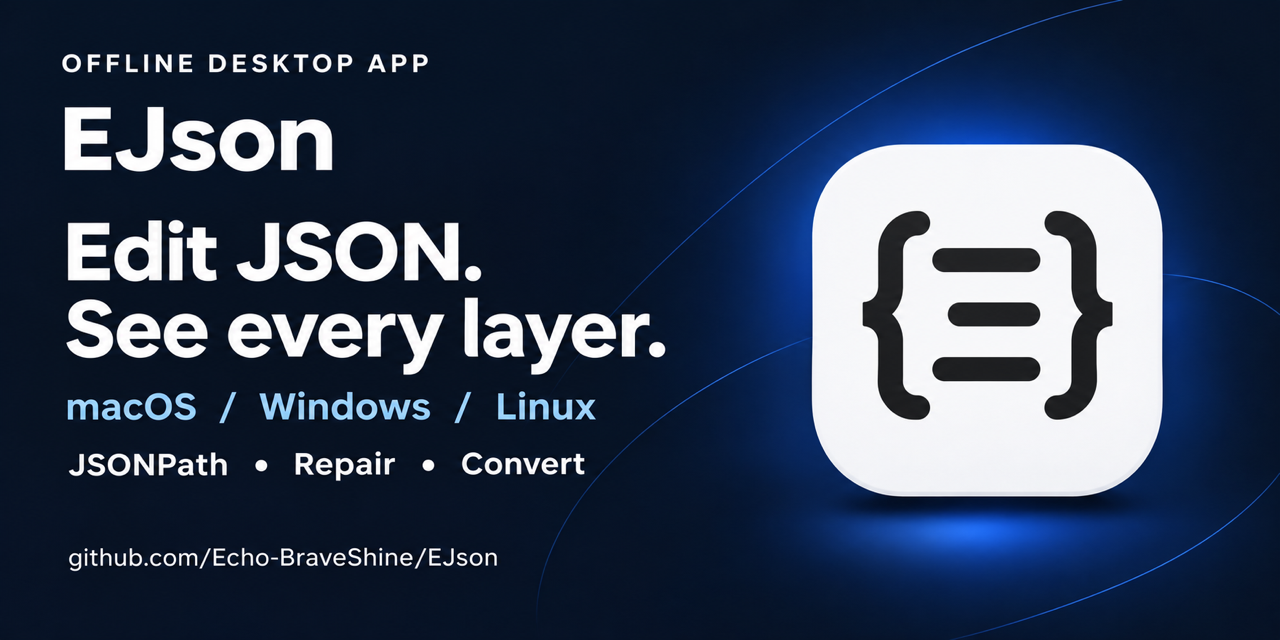 OFFLINE DESKTOP APP
EJson
Edit JSON.
See every layer.
macOS / Windows / Linux
JSONPath • Repair • Convert
github.com/Echo-BraveShine/EJson